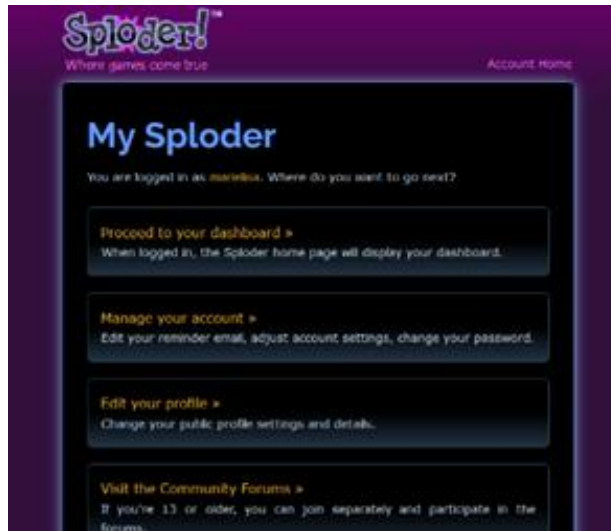 Sploder!™
Where games come true
Account Home
My Sploder
You are logged in as marielisa. Where do you want to go next?
Proceed to your dashboard »
When logged in, the Sploder home page will display your dashboard.
Manage your account »
Edit your reminder email, adjust account settings, change your password.
Edit your profile »
Change your public profile settings and details.
Visit the Community Forums »
If you're 13 or older, you can join separately and participate in the
forums.